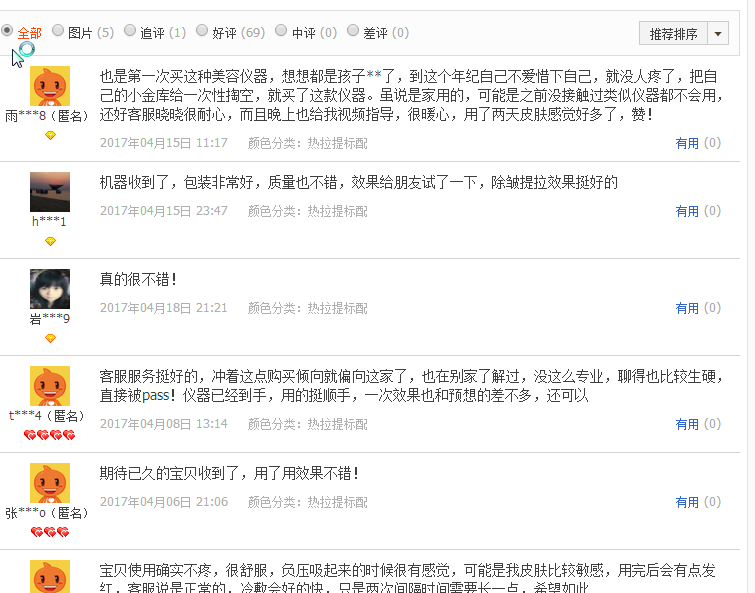 全部 图片 (5) 追评 (1) 好评 (69) 中评 (0) 差评 (0) 推荐排序
也是第一次买这种美容仪器，想想都是孩子**了，到这个年纪自己不爱惜下自己，就没人疼了，把自
己的小金库给一次性掏空，就买了这款仪器。虽说是家用的，可能是之前没接触过类似仪器都不会用，
还好客服晓晓很耐心，而且晚上也给我视频指导，很暖心，用了两天皮肤感觉好多了，赞！
雨***8（匿名）
2017年04月15日 11:17 颜色分类：热拉提标配 有用 (0)
机器收到了，包装非常好，质量也不错，效果给朋友试了一下，除皱提拉效果挺好的
2017年04月15日 23:47 颜色分类：热拉提标配 有用 (0)
h***1
真的很不错！
2017年04月18日 21:21 颜色分类：热拉提标配 有用 (0)
岩***9
客服服务挺好的，冲着这点购买倾向就偏向这家了，也在别家了解过，没这么专业，聊得也比较生硬，
直接被pass！仪器已经到手，用的挺顺手，一次效果也和预想的差不多，还可以
t***4（匿名）
2017年04月08日 13:14 颜色分类：热拉提标配 有用 (0)
期待已久的宝贝收到了，用了用效果不错！
2017年04月06日 21:06 颜色分类：热拉提标配 有用 (0)
张***o（匿名）
宝贝使用确实不疼，很舒服，负压吸起来的时候很有感觉，可能是我皮肤比较敏感，用完后会有点发
红，客服说是正常的，冷敷会好的快，只是两次间隔时间需要长一点，希望如此